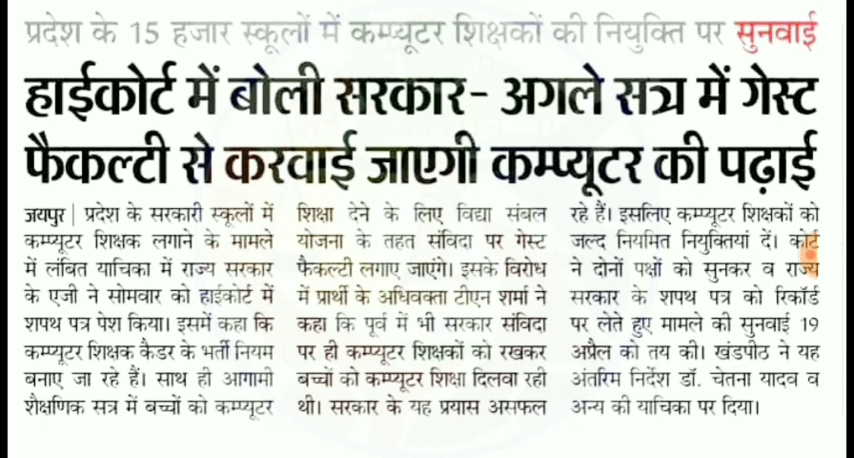 प्रदेश के 15 हजार स्कूलों में कम्प्यूटर शिक्षकों की नियुक्ति पर सुनवाई
हाईकोर्ट में बोली सरकार- अगले सत्र में गेस्ट
फैकल्टी से करवाई जाएगी कम्प्यूटर की पढ़ाई
जयपुर | प्रदेश के सरकारी स्कूलों में
कम्प्यूटर शिक्षक लगाने के मामले
में लंबित याचिका में राज्य सरकार
के एजी ने सोमवार को हाईकोर्ट में
शपथ पत्र पेश किया। इसमें कहा कि
कम्प्यूटर शिक्षक कैडर के भर्ती नियम
बनाए जा रहे हैं। साथ ही आगामी
शैक्षणिक सत्र में बच्चों को कम्प्यूटर
शिक्षा देने के लिए विद्या संबल
योजना के तहत संविदा पर गेस्ट
फैकल्टी लगाए जाएंगे। इसके विरोध
में प्रार्थी के अधिवक्ता टीएन शर्मा ने
कहा कि पूर्व में भी सरकार संविदा
पर ही कम्प्यूटर शिक्षकों को रखकर
बच्चों को कम्प्यूटर शिक्षा दिलवा रही
थी। सरकार के यह प्रयास असफल
रहे हैं। इसलिए कम्प्यूटर शिक्षकों को
जल्द नियमित नियुक्तियां दें। कोर्ट
ने दोनों पक्षों को सुनकर व राज्य
सरकार के शपथ पत्र को रिकॉर्ड
पर लेते हुए मामले की सुनवाई 19
अप्रैल को तय की। खंडपीठ ने यह
अंतरिम निर्देश डॉ. चेतना यादव व
अन्य की याचिका पर दिया।